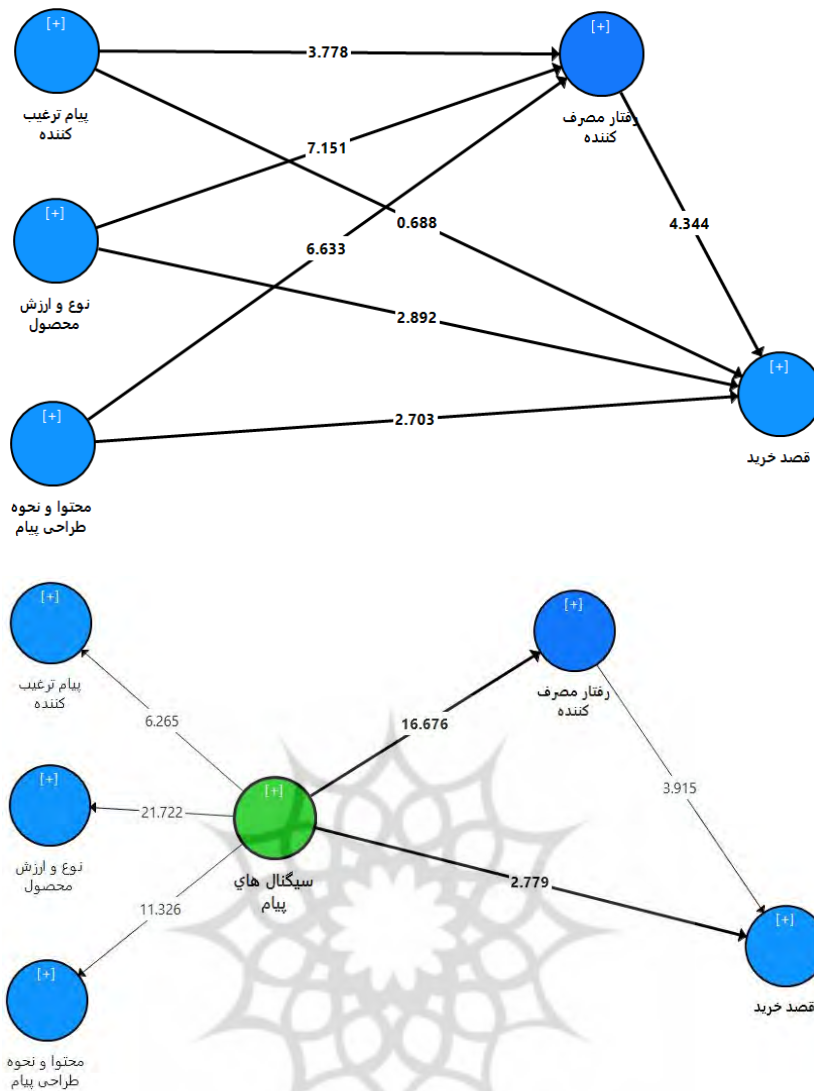 [+]
[+]
3.778
پیام ترغیب
کننده
رفتار مصرف
کننده
7.151
[+]
0.688
4.344
6.633
نوع و ارزش
محصول
2.892
[+]
[+]
2.703
قصد خرید
محتوا و نحوه
طراحی پیام
[+]
[+]
پیام ترغیب
کننده
رفتار مصرف
کننده
6.265
16.676
[+]
[+]
3.915
21.722
نوع و ارزش
محصول
سیگنال هاي
پیام
2.779
11.326
[+]
[+]
قصد خرید
محتوا و نحوه
طراحی پیام